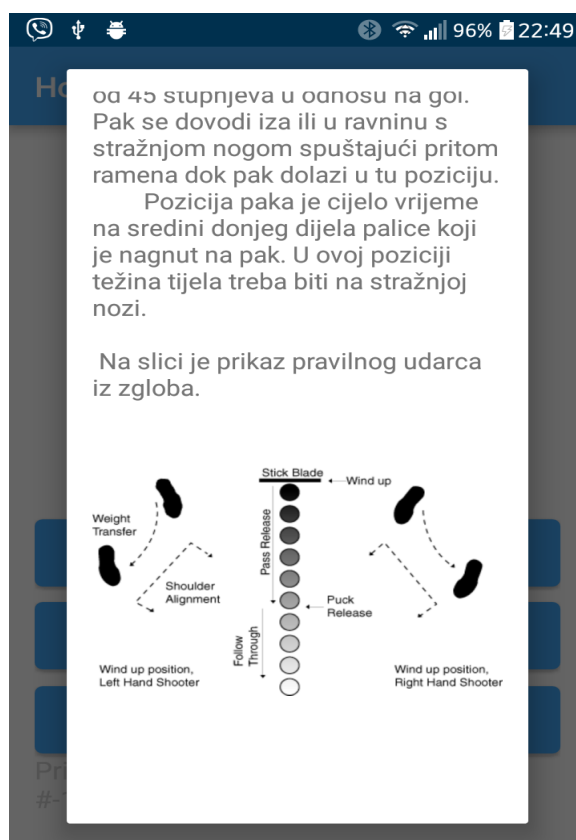 96% 22:49
Ho
od 45 stupnjeva u odnosu na gol.
Pak se dovodi iza ili u ravninu s
stražnjom nogom spuštajući pritom
ramena dok pak dolazi u tu poziciju.
Pozicija paka je cijelo vrijeme
na sredini donjeg dijela palice koji
je nagnut na pak. U ovoj poziciji
težina tijela treba biti na stražnjoj
nozi.
Na slici je prikaz pravilnog udarca
iz zgloba.
Stick Blade
Wind up
Weight
Transfer
Pass Release
Shoulder
Alignment
Puck
Release
Follow
Through
Wind up position,
Left Hand Shooter
Wind up position,
Right Hand Shooter
Pri
#-